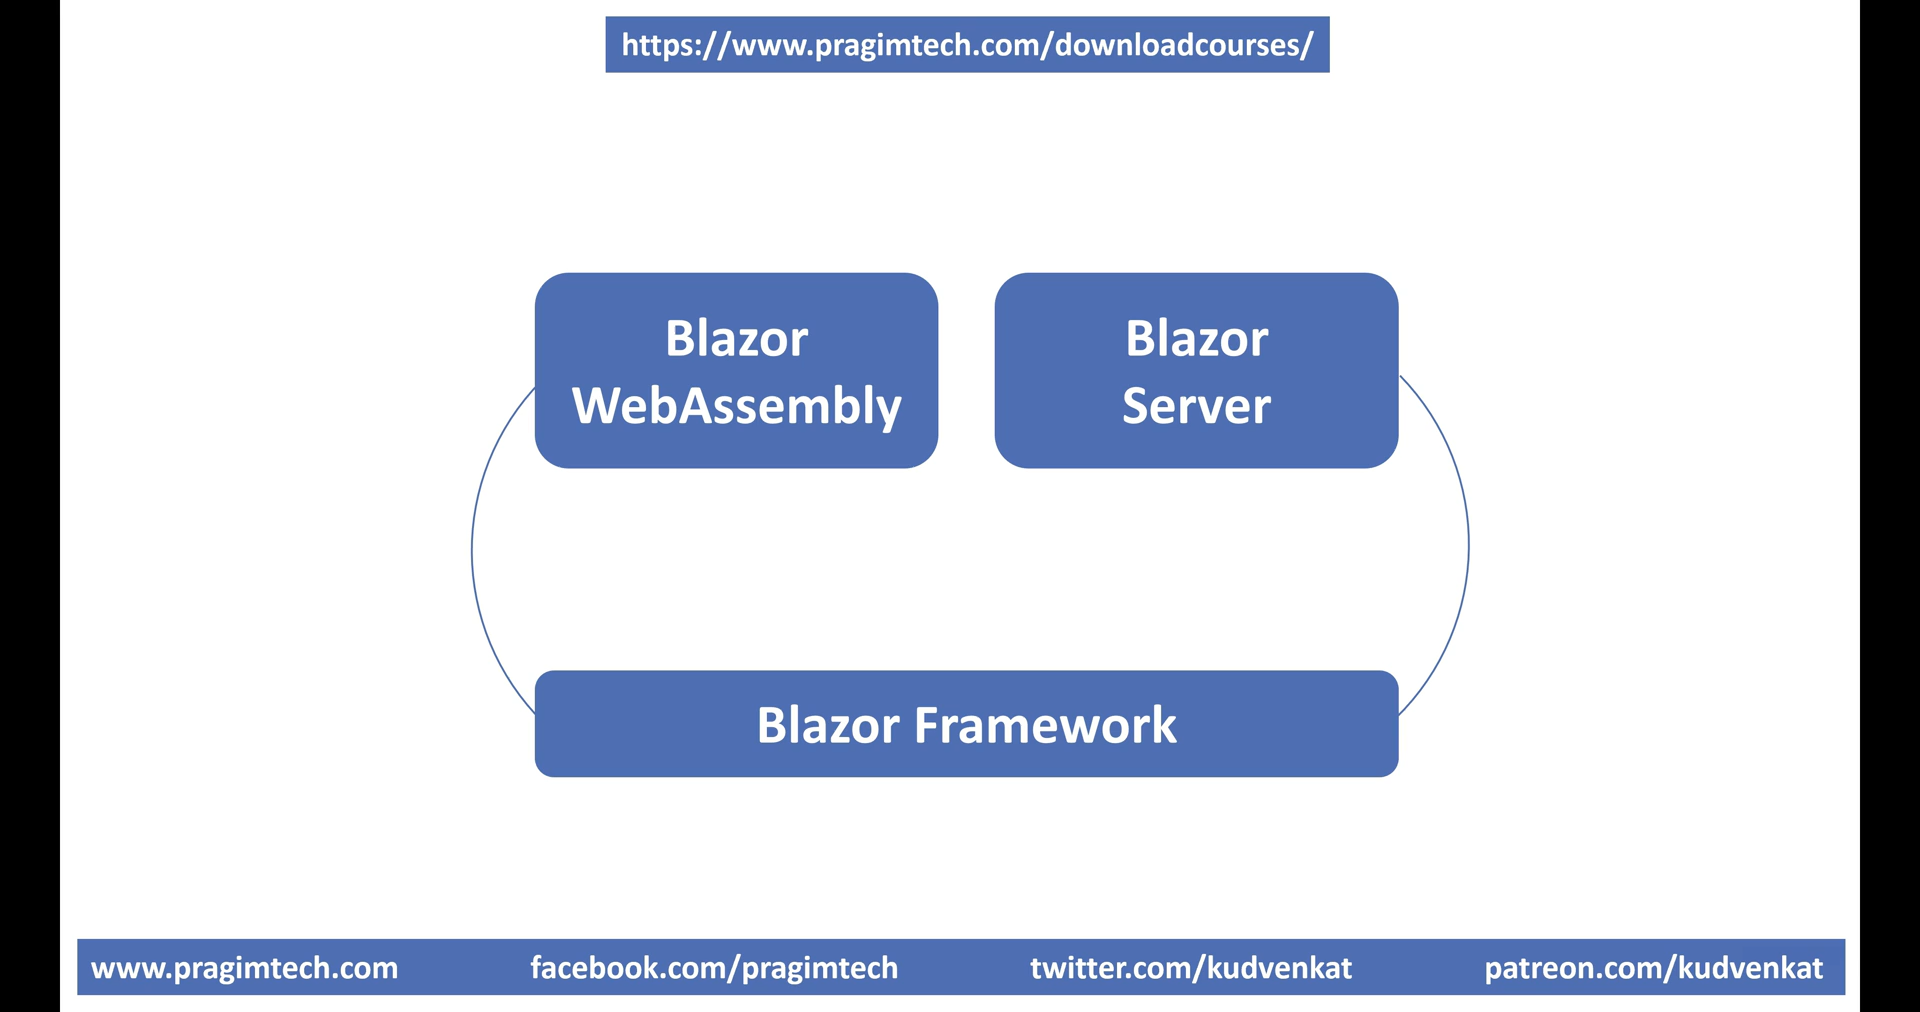 https://www.pragimtech.com/downloadcourses/
Blazor
WebAssembly
Blazor
Server
Blazor Framework
www.pragimtech.com facebook.com/pragimtech twitter.com/kudvenkat patreon.com/kudvenkat